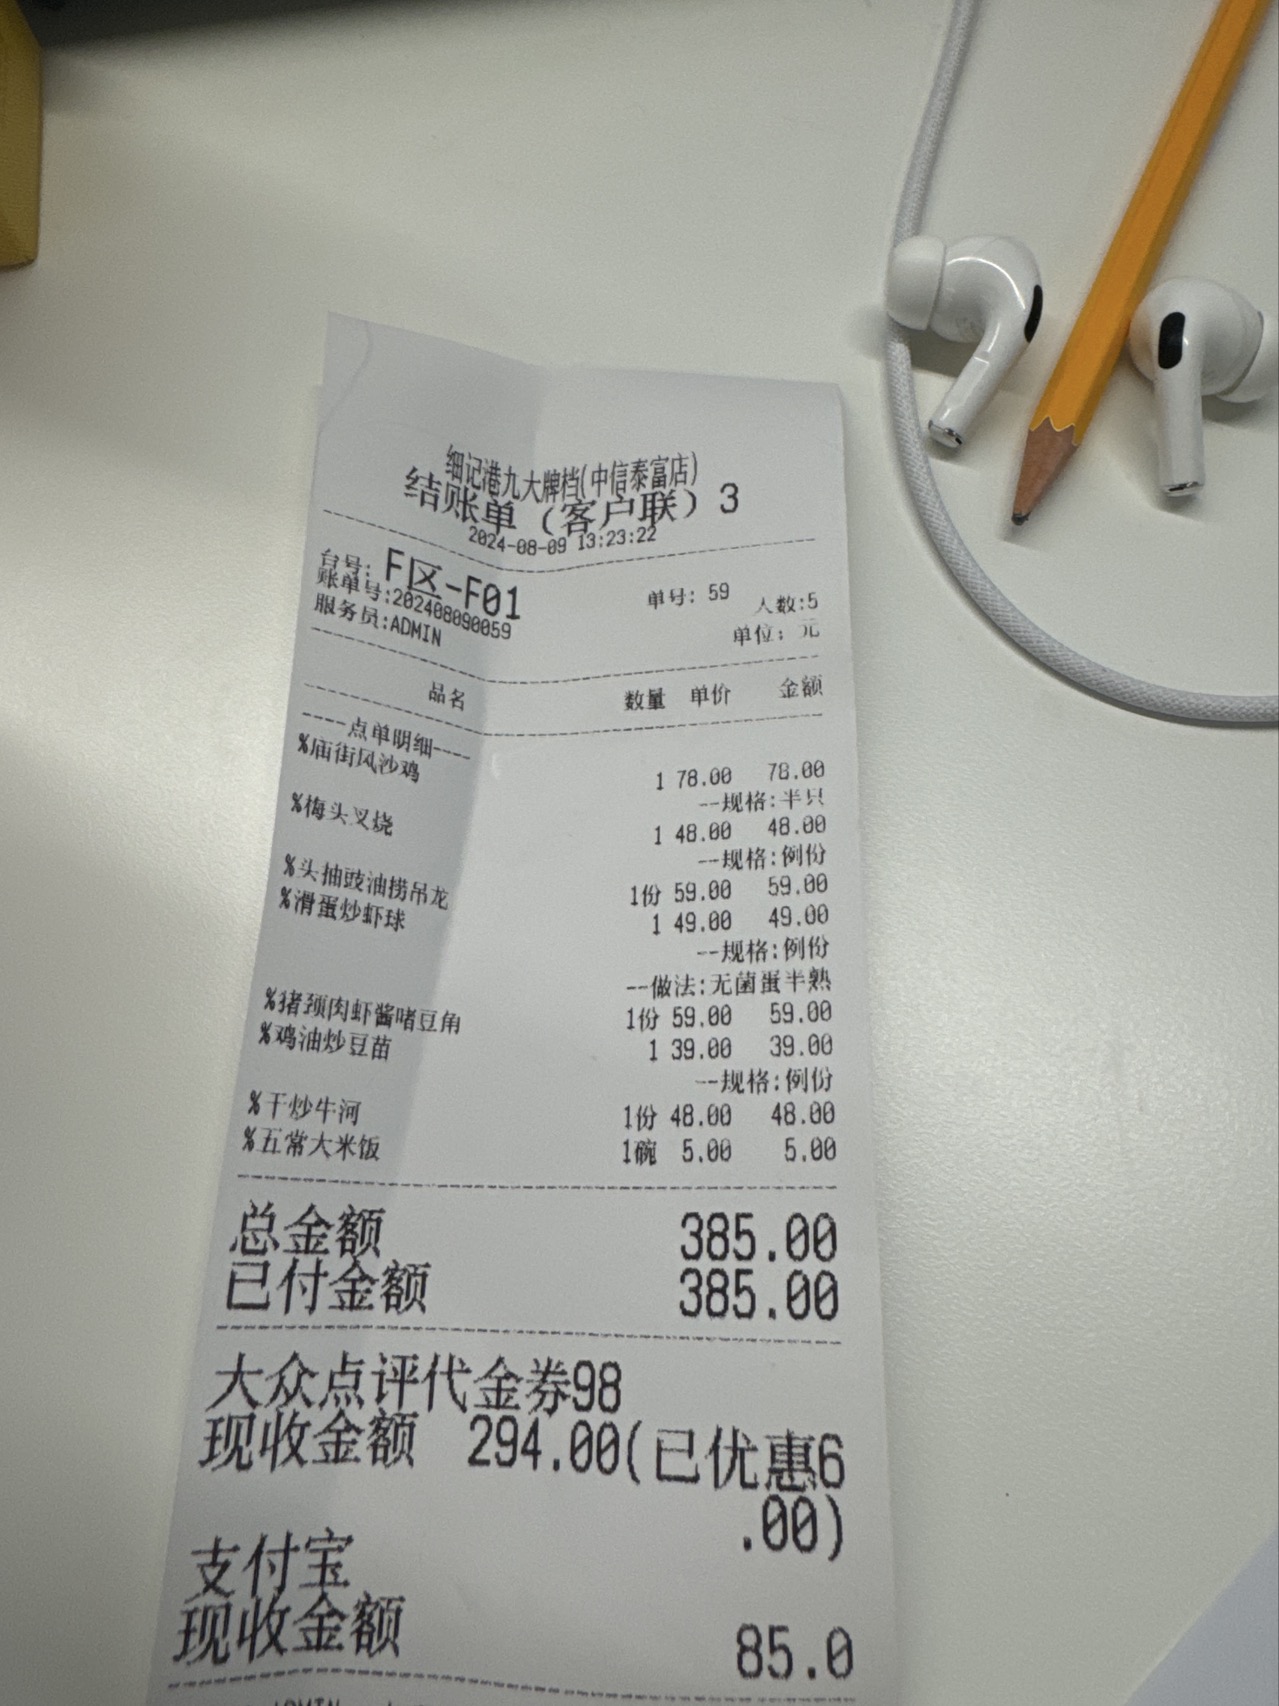 细记港九大牌档(中信泰富店)
结账单（客户联）3
2024-08-09 13:23:22
台号: F区-F01 单号: 59
账单号:202408090059 人数:5
服务员:ADMIN 单位: 元
品名 数量 单价 金额
----点单明细----
%庙街风沙鸡 1 78.00 78.00
--规格:半只
%梅头叉烧 1 48.00 48.00
--规格:例份
%头抽豉油捞吊龙 1份 59.00 59.00
%滑蛋炒虾球 1 49.00 49.00
--规格:例份
--做法:无菌蛋半熟
%猪颈肉虾酱啫豆角 1份 59.00 59.00
%鸡油炒豆苗 1 39.00 39.00
--规格:例份
%干炒牛河 1份 48.00 48.00
%五常大米饭 1碗 5.00 5.00
总金额 385.00
已付金额 385.00
大众点评代金券98
现收金额 294.00(已优惠6
.00)
支付宝
现收金额 85.0